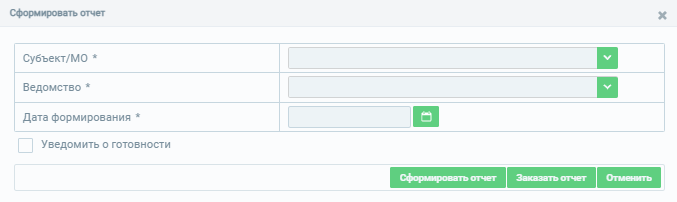 Сформировать отчет
Субъект/МО *
Ведомство *
Дата формирования *
Уведомить о готовности
Сформировать отчет Заказать отчет Отменить